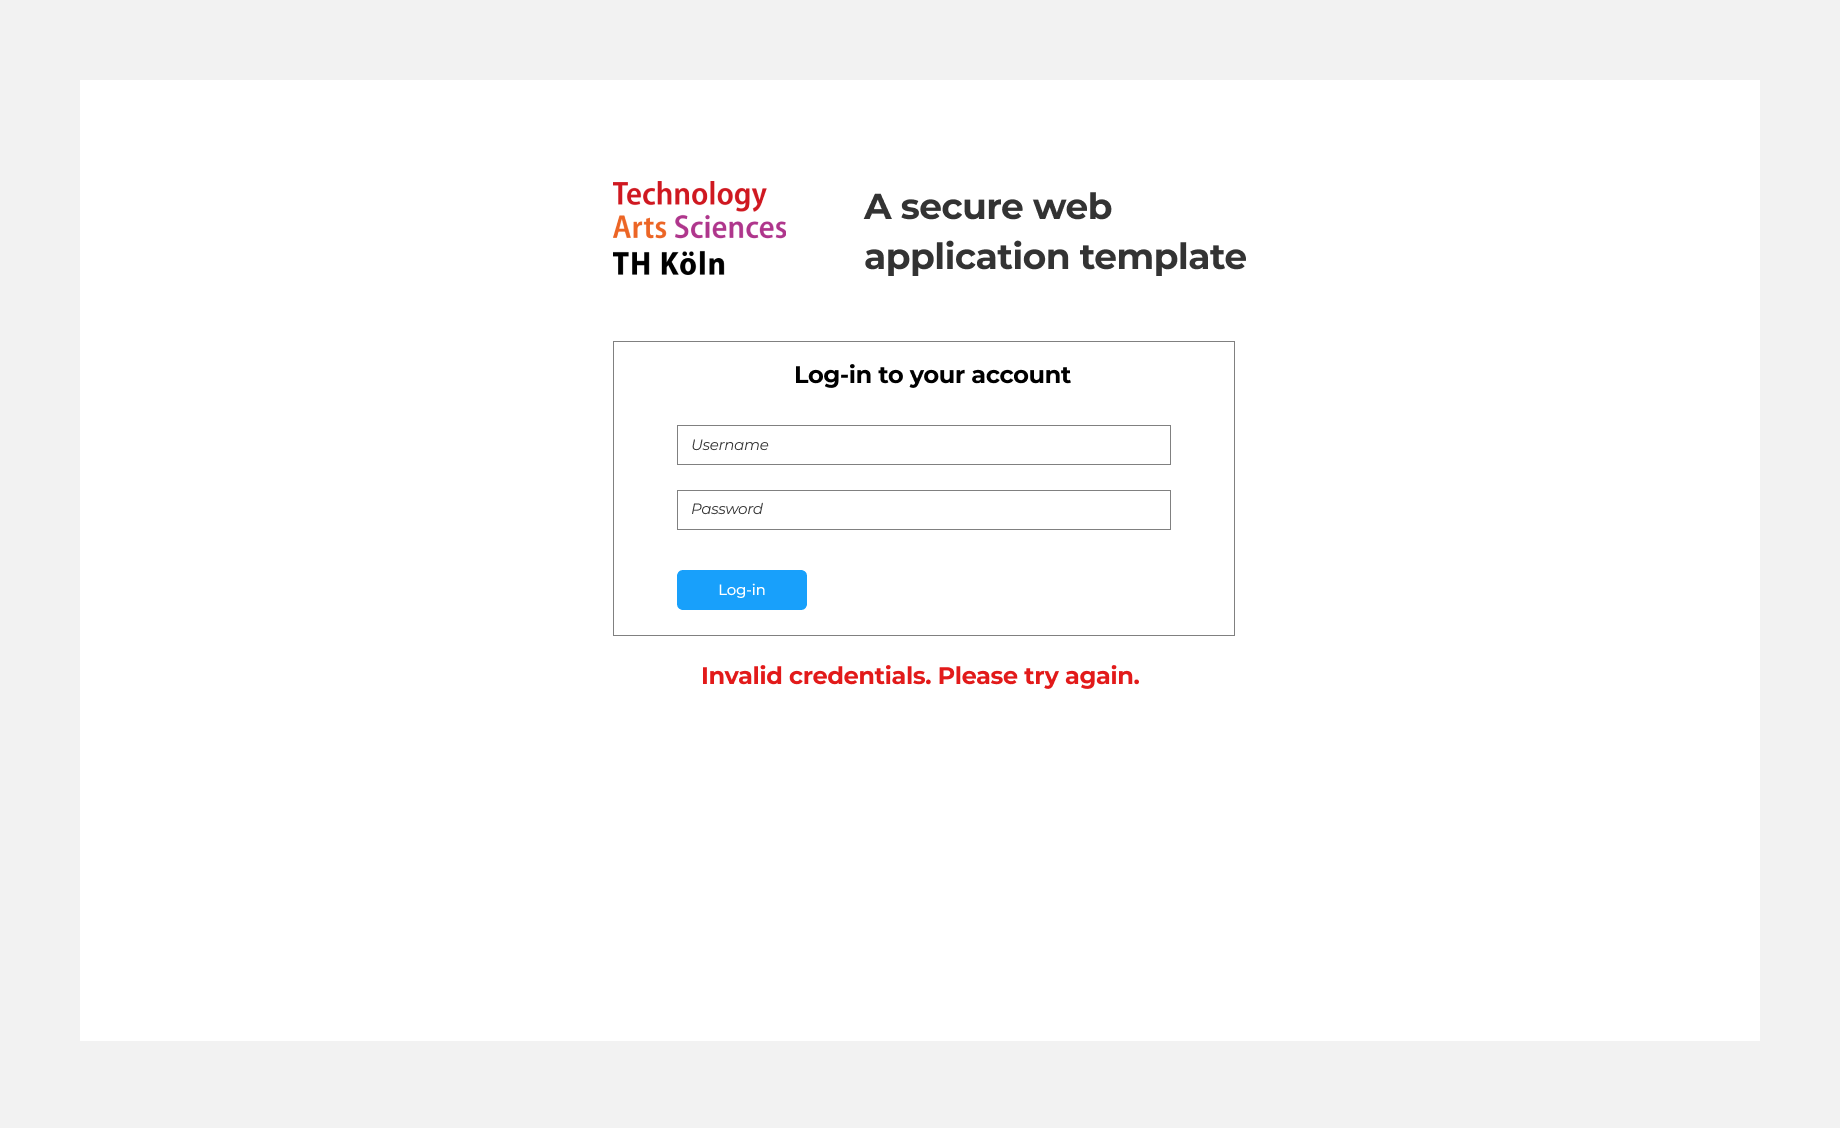 Technology
Arts Sciences
TH Köln
A secure web
application template
Log-in to your account
Username
Password
Log-in
Invalid credentials. Please try again.